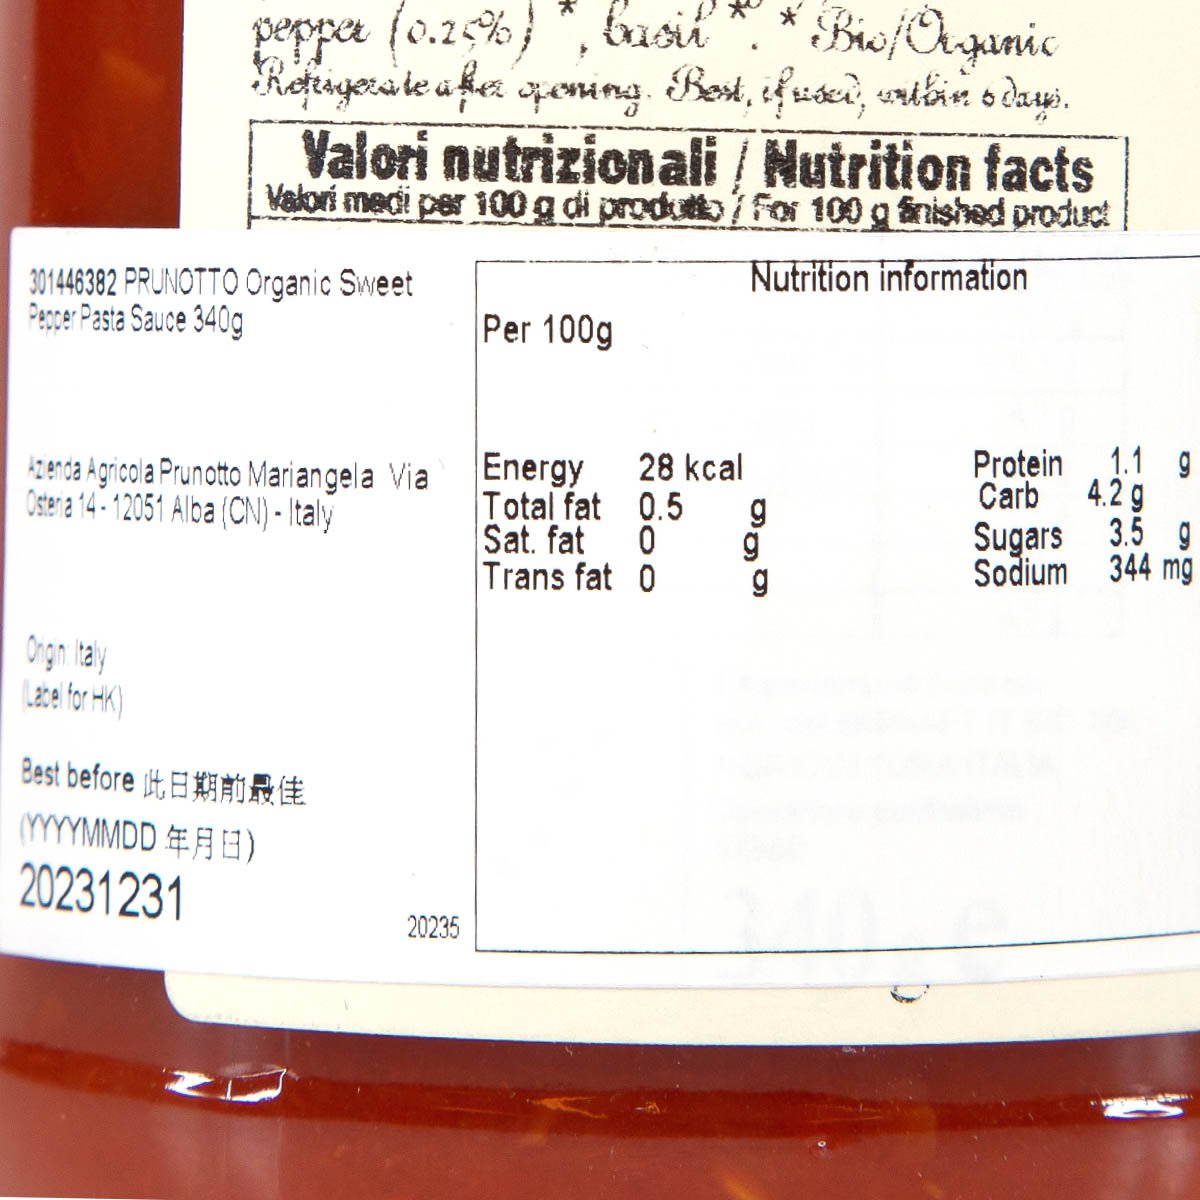 pepper (0.25%) *, basil *. * Bio/Organic
Refrigerate after opening. Best, if used, within 5 days.
Valori nutrizionali / Nutrition facts
Valori medi per 100 g di prodotto / For 100 g finished product
301446382 PRUNOTTO Organic Sweet
Pepper Pasta Sauce 340g
Azienda Agricola Prunotto Mariangela Via
Osteria 14 - 12051 Alba (CN) - Italy
Origin: Italy
(Label for HK)
Best before 此日期前最佳
(YYYYMMDD 年月日)
20231231
20235
Nutrition information
Per 100g
Energy 28 kcal Protein 1.1 g
Total fat 0.5 g Carb 4.2 g
Sat. fat 0 g Sugars 3.5 g
Trans fat 0 g Sodium 344 mg